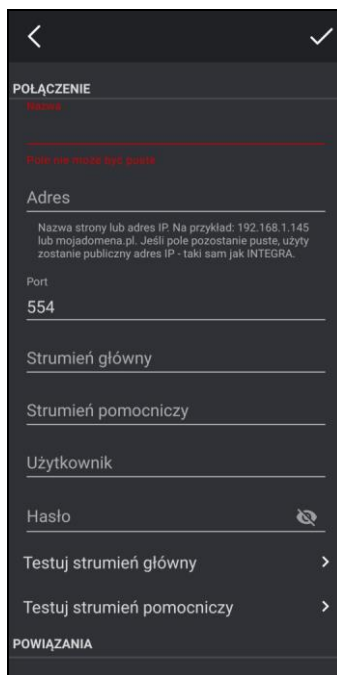 POŁĄCZENIE
Nazwa
Pole nie może być puste
Adres
Nazwa strony lub adres IP. Na przykład: 192.168.1.145
lub mojadomena.pl. Jeśli pole pozostanie puste, użyty
zostanie publiczny adres IP - taki sam jak INTEGRA.
Port
554
Strumień główny
Strumień pomocniczy
Użytkownik
Hasło
Testuj strumień główny
Testuj strumień pomocniczy
POWIĄZANIA